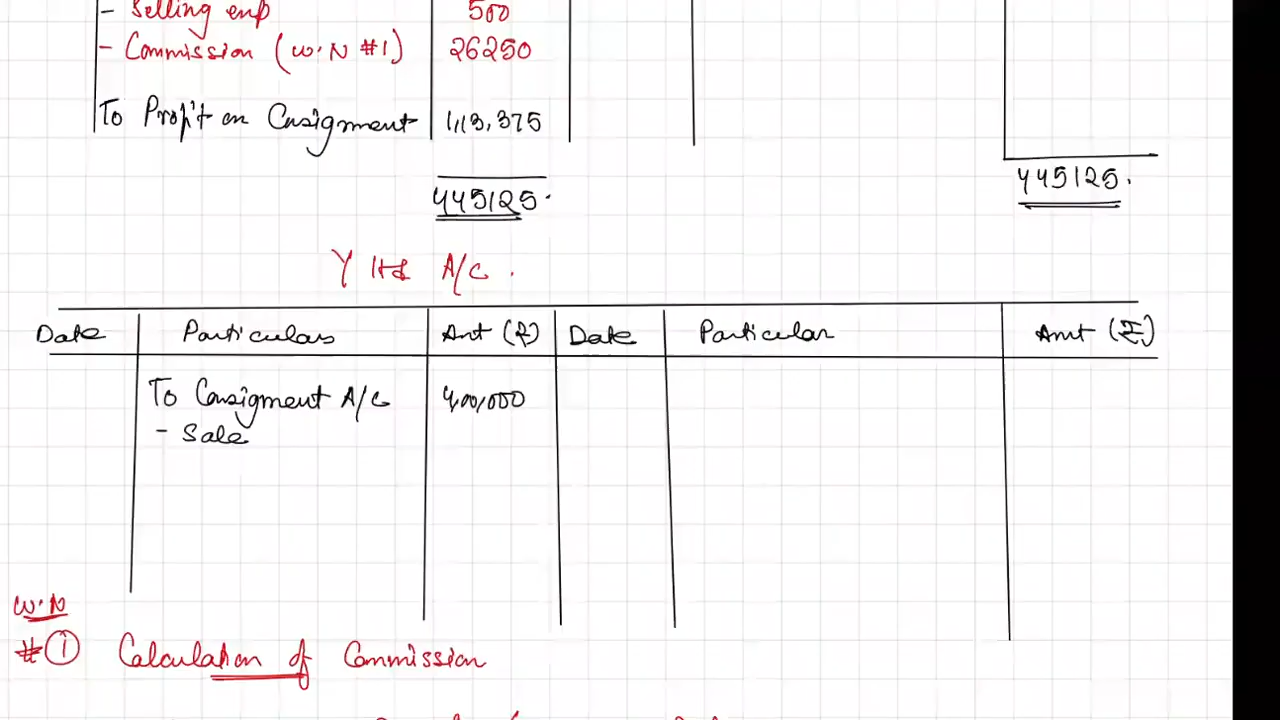 - Selling exp 500
- Commission (W.N #1) 26250
To Profit on Consignment 1,13,375
445125. 445125.
Y Ltd A/C.
Date Particulars Amt (₹) Date Particular Amt (₹)
To Consigment A/C 4,00,000
- Sale
W.N
#① Calculation of Commission